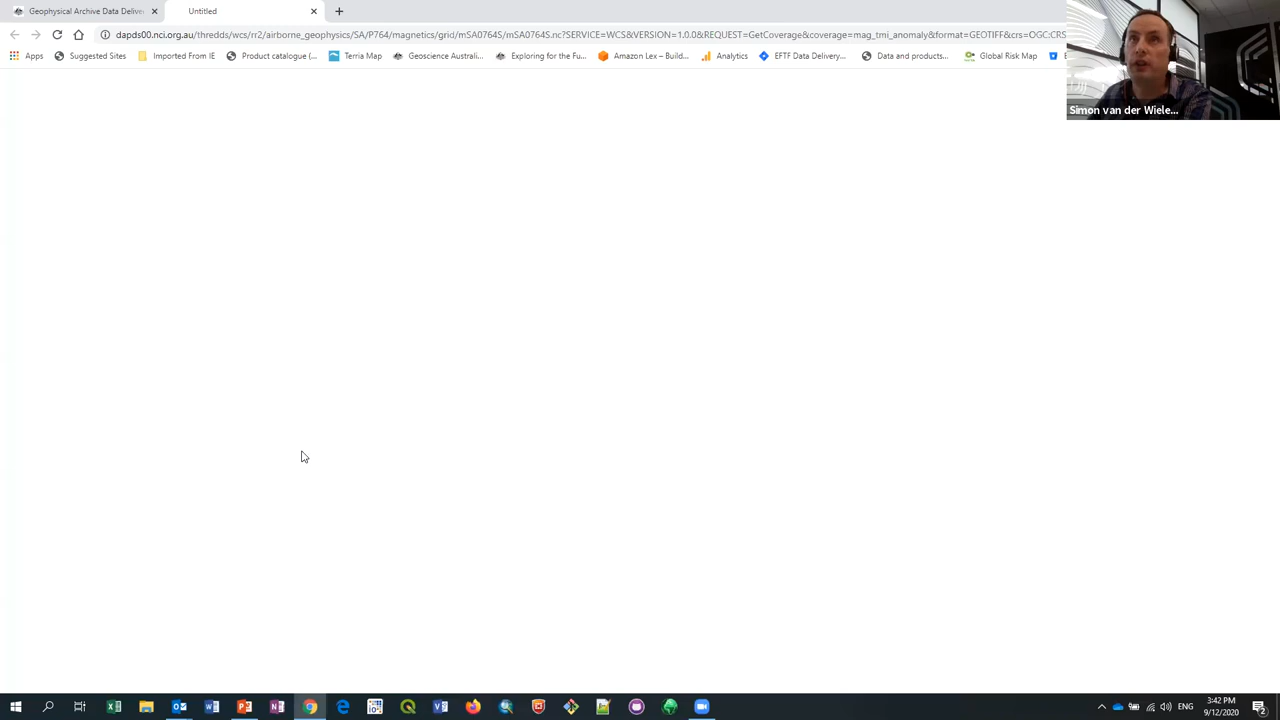 Geophysical Archive Data Delive
Untitled
dapds00.nci.org.au/thredds/wcs/rr2/airborne_geophysics/SA/ /magnetics/grid/mSA0764S/mSA0764S.nc?SERVICE=WCS&VERSION=1.0.0&REQUEST=GetCoverage&coverage=mag_tmi_anomaly&format=GEOTIFF&crs=OGC:CRS
Apps
Suggested Sites
Imported From IE
Product catalogue (...
Terria
Geoscience Australi...
Exploring for the Fu...
Amazon Lex – Build...
Analytics
EFTF Data Delivery...
Data and products...
Global Risk Map
Simon van der Wiele...
ENG
3:42 PM
9/12/2020
2